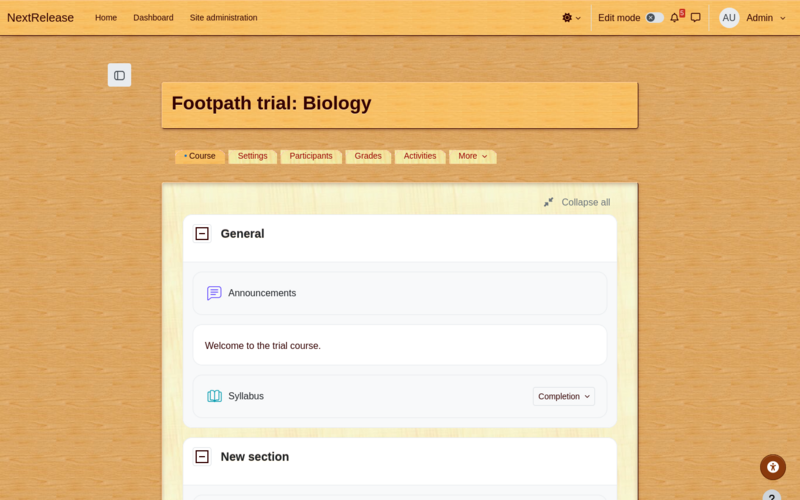 NextRelease Home Dashboard Site administration Edit mode 5 AU Admin
Footpath trial: Biology
Course Settings Participants Grades Activities More
Collapse all
General
Announcements
Welcome to the trial course.
Syllabus Completion
New section
?